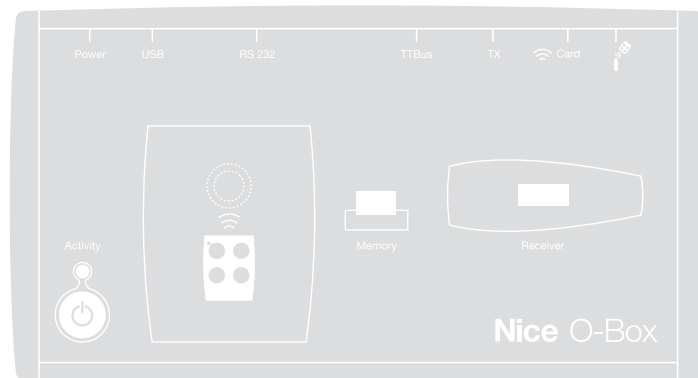 Power USB RS 232 TTBus TX Card
Activity
Memory
Receiver
Nice O-Box